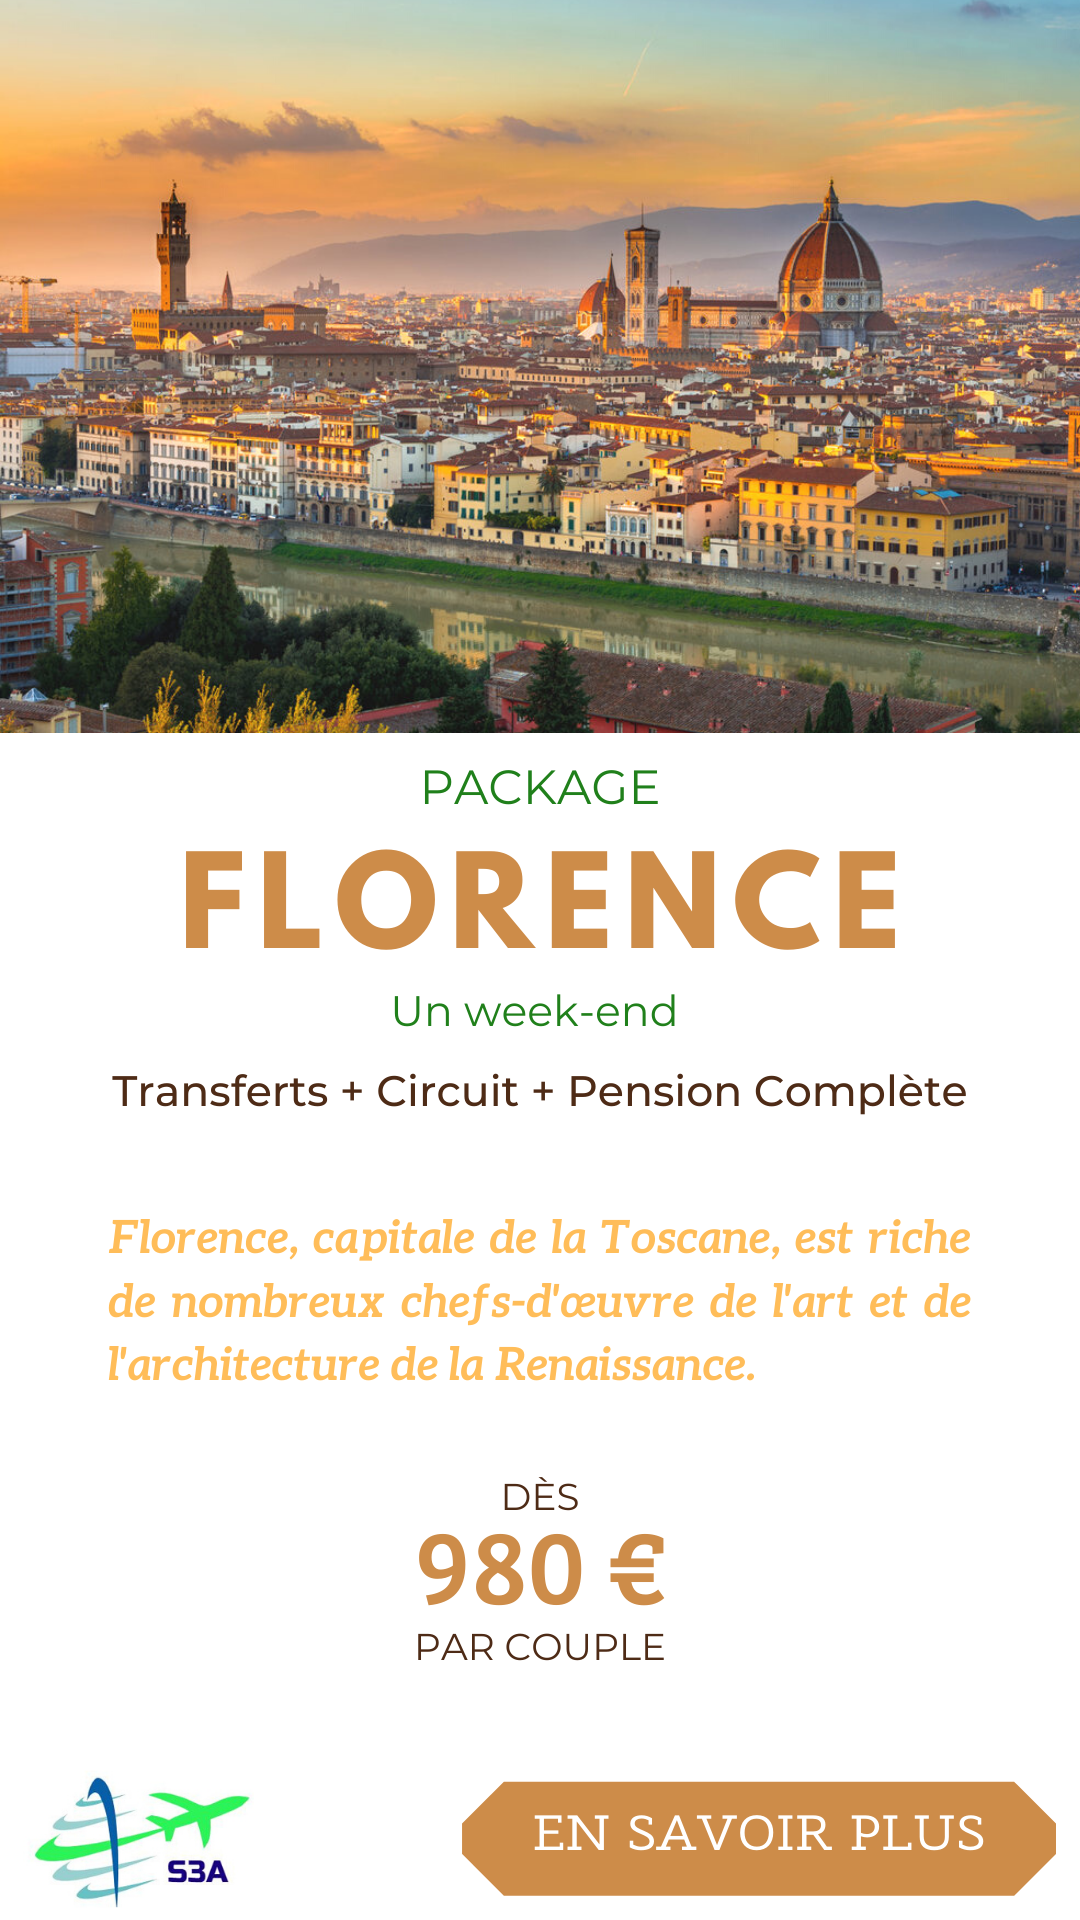 PACKAGE
FLORENCE
Un week-end
Transferts + Circuit + Pension Complète
Florence, capitale de la Toscane, est riche
de nombreux chefs-d'œuvre de l'art et de
l'architecture de la Renaissance.
DÈS
980 €
PAR COUPLE
S3A
EN SAVOIR PLUS